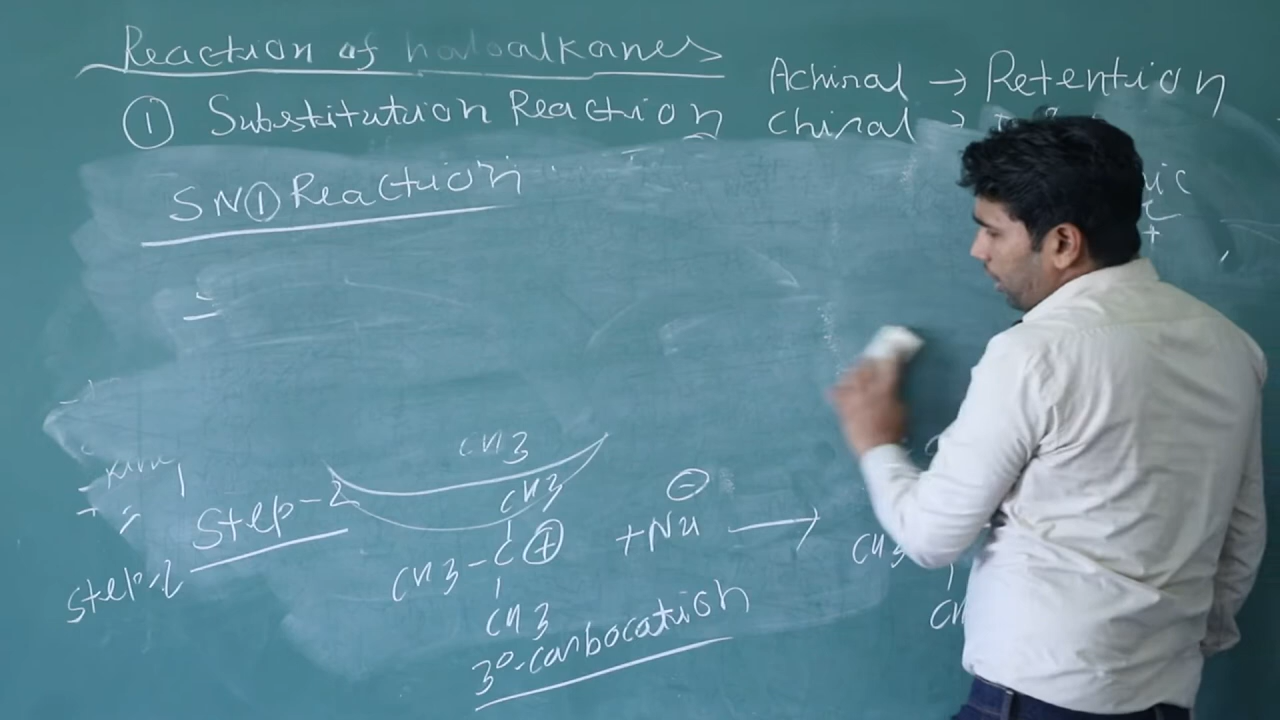 Reaction of haloalkanes
① Substitution Reaction
Achiral → Retention
Chiral →
SN① Reaction
Step-2
CH3
CH3
CH3-C⊕ +Nu⊖ →
CH3
3°-carbocation
Step-2
CH3